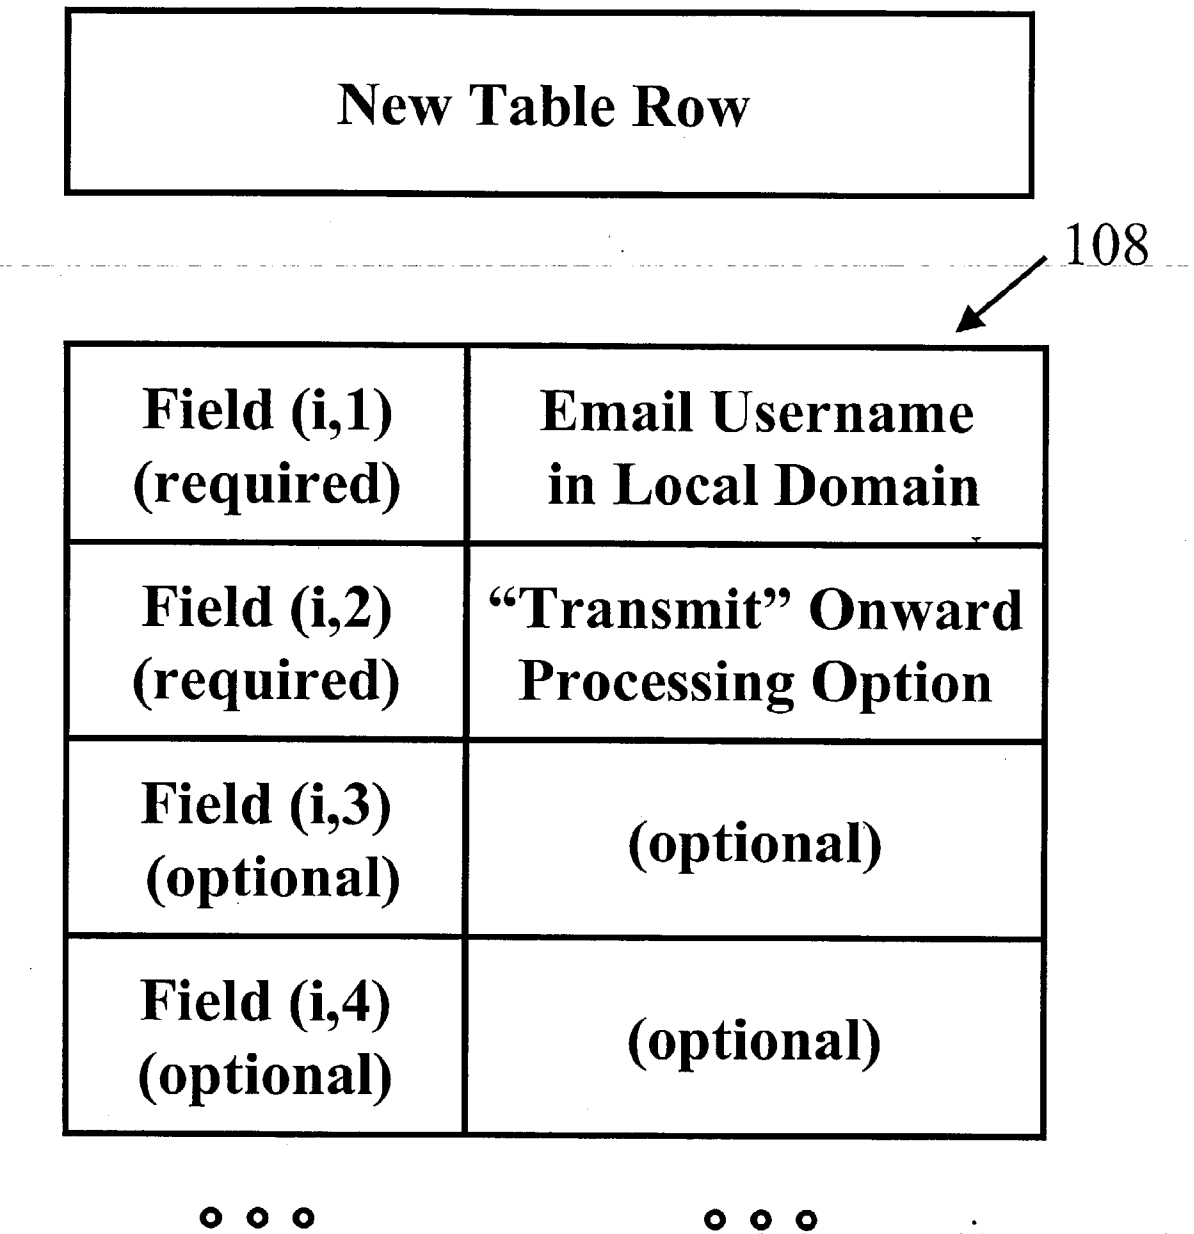 New Table Row
108
Field (i,1)
(required)
Email Username
in Local Domain
Field (i,2)
(required)
“Transmit” Onward
Processing Option
Field (i,3)
(optional)
(optional)
Field (i,4)
(optional)
(optional)